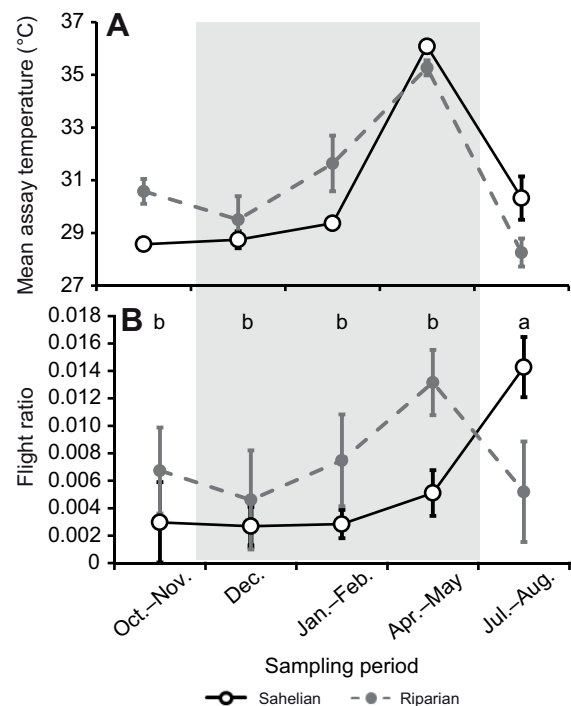 A
37
35
33
31
29
27
Mean assay temperature (°C)
B
b b b b a
0.018
0.016
0.014
0.012
0.010
0.008
0.006
0.004
0.002
0
Flight ratio
Oct.–Nov. Dec. Jan.–Feb. Apr.–May Jul.–Aug.
Sampling period
Sahelian Riparian